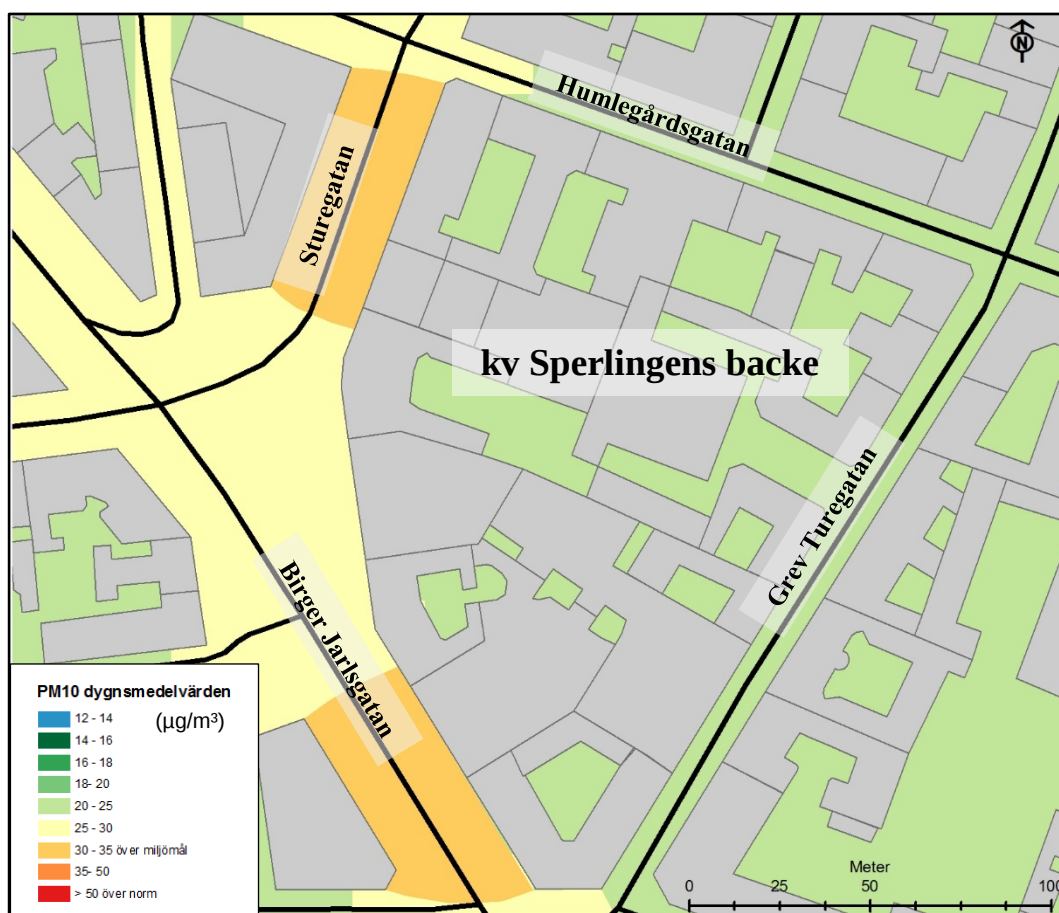 N
Humlegårdsgatan
Sturegatan
kv Sperlingens backe
Grev Turegatan
Birger Jarlsgatan
PM10 dygnsmedelvärden
(µg/m³)
12 - 14
14 - 16
16 - 18
18- 20
20 - 25
25 - 30
30 - 35 över miljömål
35- 50
> 50 över norm
Meter
0 25 50 100